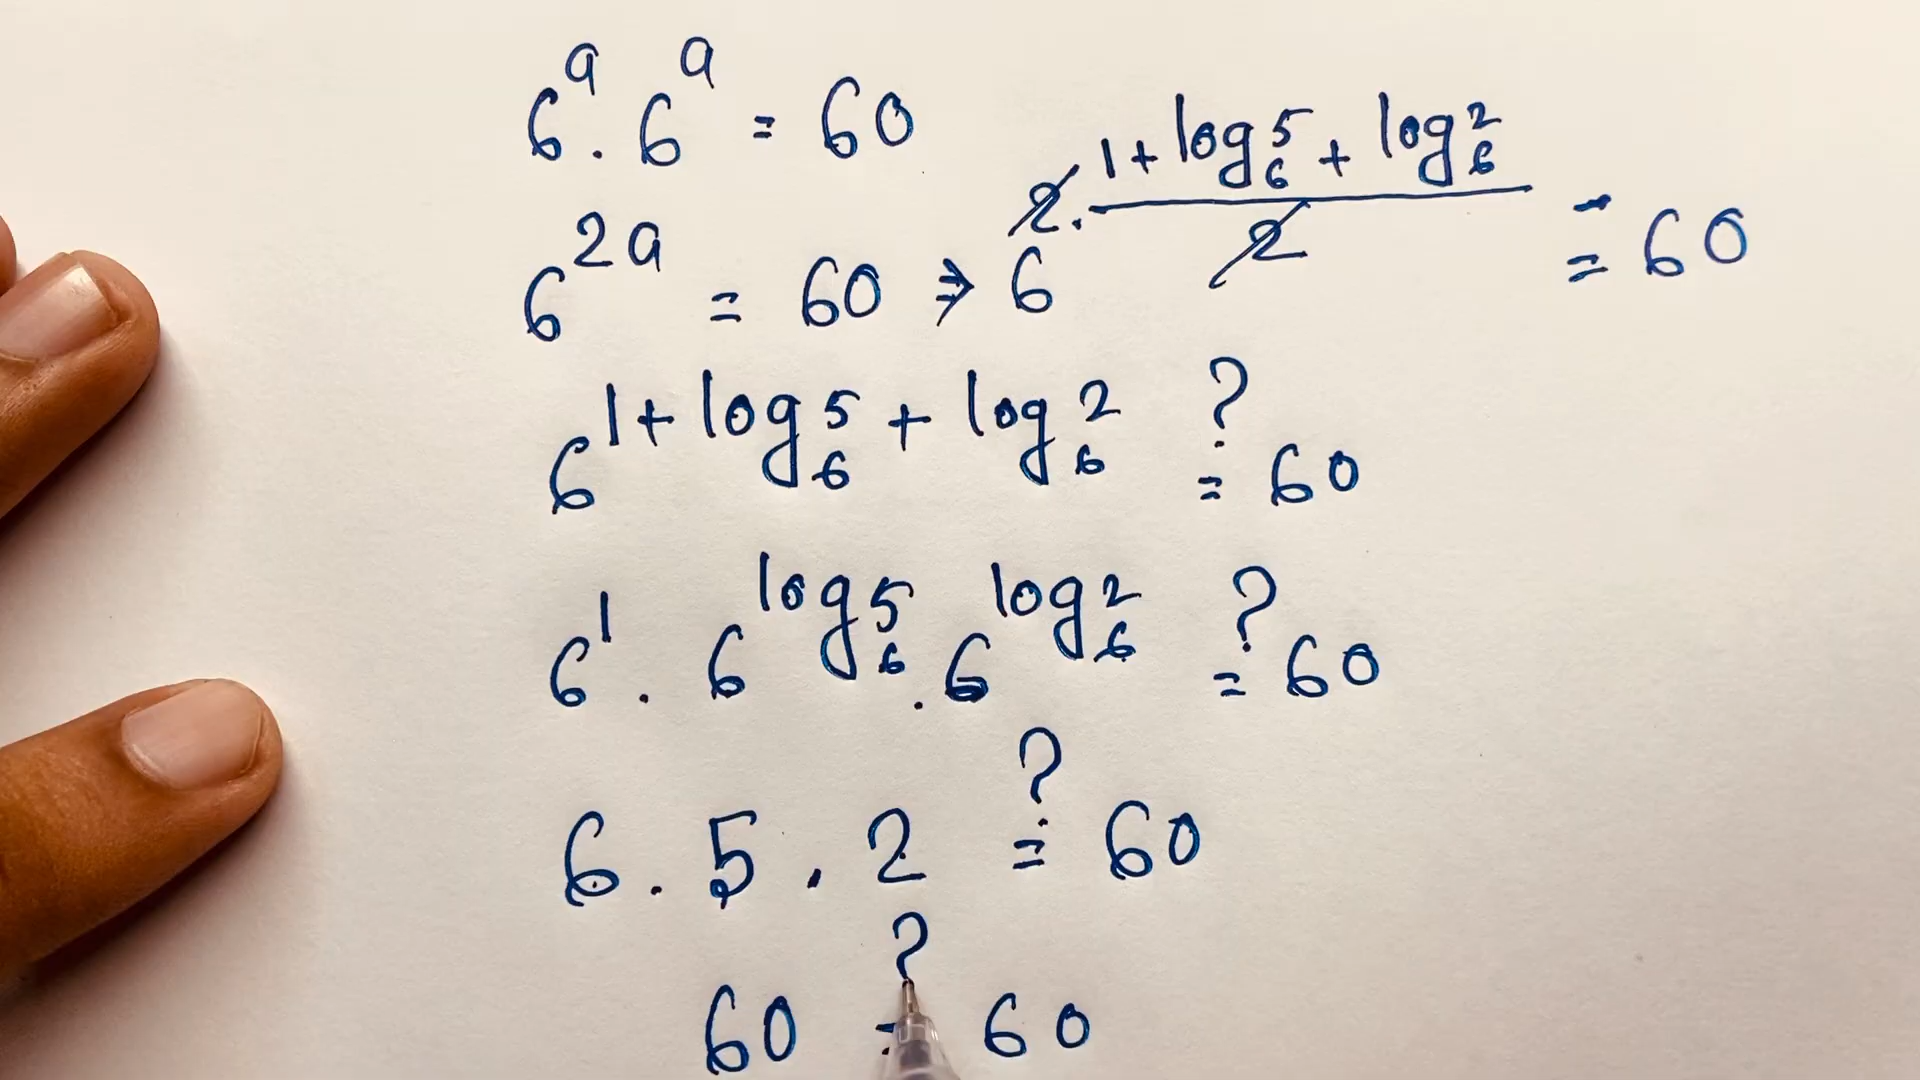 6^a . 6^a = 60
6^{2a} = 60 ⇒ 6^{2 . \frac{1 + log_6 5 + log_6 2}{2}} = 60
6^{1 + log_6 5 + log_6 2} ?= 60
6^1 . 6^{log_6 5} . 6^{log_6 2} ?= 60
6 . 5 . 2 ?= 60
60 ?= 60